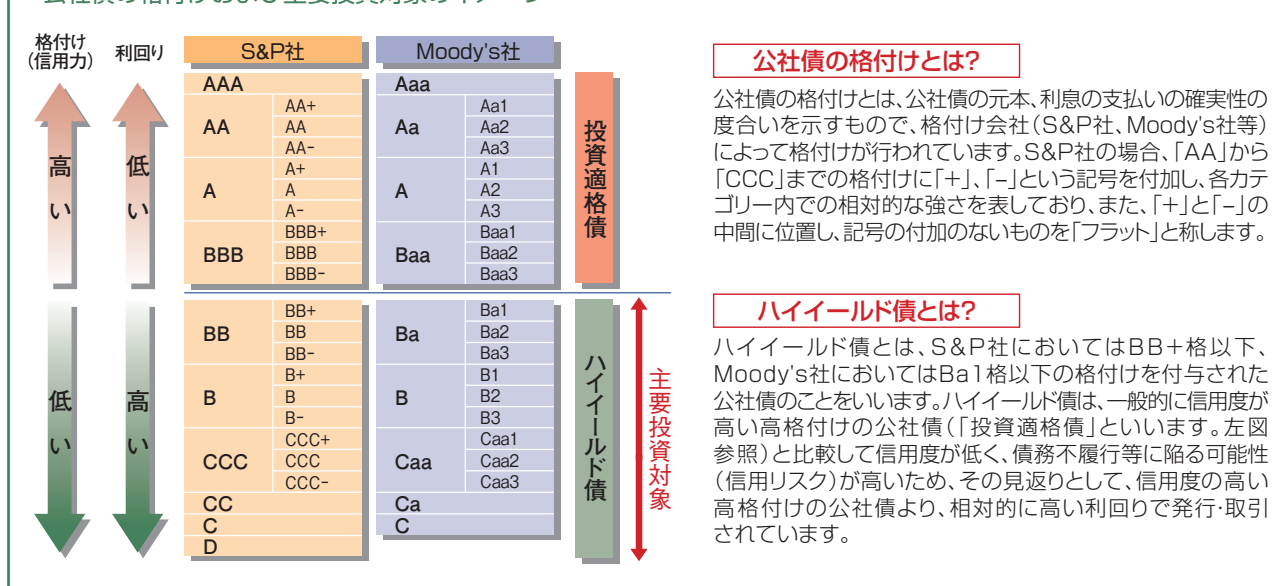 公社債の格付けおよび主要投資対象のイメージ
格付け
(信用力)
利回り
S&P社
Moody's社
高い
低い
低い
高い
AAA
Aaa
AA
AA+
AA
AA-
Aa
Aa1
Aa2
Aa3
A
A+
A
A-
A
A1
A2
A3
BBB
BBB+
BBB
BBB-
Baa
Baa1
Baa2
Baa3
投資適格債
BB
BB+
BB
BB-
Ba
Ba1
Ba2
Ba3
B
B+
B
B-
B
B1
B2
B3
CCC
CCC+
CCC
CCC-
Caa
Caa1
Caa2
Caa3
CC
Ca
C
C
D
ハイイールド債
主要投資対象
公社債の格付けとは?
公社債の格付けとは、公社債の元本、利息の支払いの確実性の
度合いを示すもので、格付け会社(S&P社、Moody's社等)
によって格付けが行われています。S&P社の場合、「AA」から
「CCC」までの格付けに「+」、「−」という記号を付加し、各カテ
ゴリー内での相対的な強さを表しており、また、「+」と「−」の
中間に位置し、記号の付加のないものを「フラット」と称します。
ハイイールド債とは?
ハイイールド債とは、S&P社においてはBB+格以下、
Moody's社においてはBa1格以下の格付けを付与された
公社債のことをいいます。ハイイールド債は、一般的に信用度が
高い高格付けの公社債(「投資適格債」といいます。左図
参照)と比較して信用度が低く、債務不履行等に陥る可能性
(信用リスク)が高いため、その見返りとして、信用度の高い
高格付けの公社債より、相対的に高い利回りで発行・取引
されています。